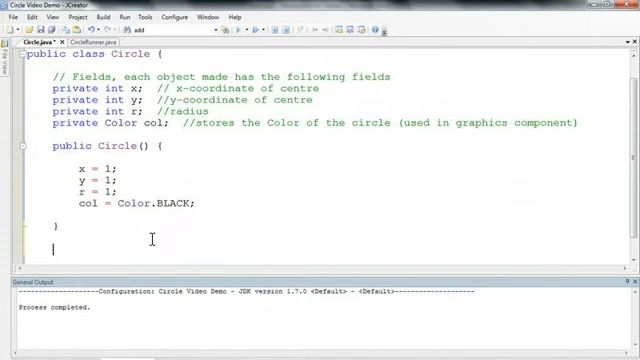 Circle Video Demo - JCreator
File Edit View Project Build Run Tools Configure Window Help
add
Circle.java * CircleRunner.java
File View
public class Circle {
// Fields, each object made has the following fields
private int x; // x-coordinate of centre
private int y; //y-coordinate of centre
private int r; //radius
private Color col; //stores the Color of the circle (used in graphics component)
public Circle() {
x = 1;
y = 1;
r = 1;
col = Color.BLACK;
}
General Output
--------------------Configuration: Circle Video Demo - JDK version 1.7.0 <Default> - <Default>--------------------
Process completed.